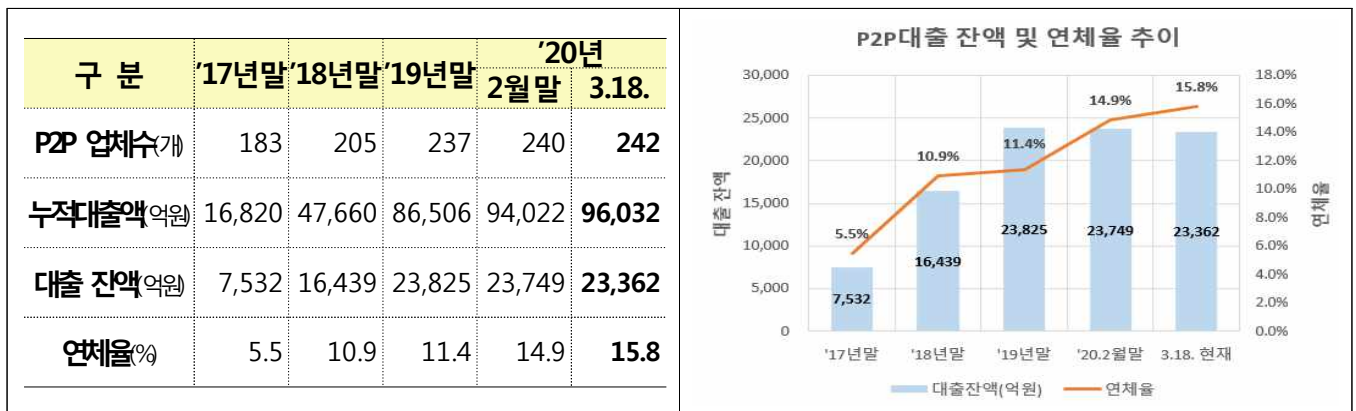 구 분 '17년말 '18년말 '19년말 '20년
2월말 3.18.
P2P 업체수(개) 183 205 237 240 242
누적대출액(억원) 16,820 47,660 86,506 94,022 96,032
대출 잔액(억원) 7,532 16,439 23,825 23,749 23,362
연체율(%) 5.5 10.9 11.4 14.9 15.8
P2P대출 잔액 및 연체율 추이
30,000
25,000
20,000
15,000
10,000
5,000
0
대출 잔액
18.0%
16.0%
14.0%
12.0%
10.0%
8.0%
6.0%
4.0%
2.0%
0.0%
연체율
5.5%
10.9%
11.4%
14.9%
15.8%
7,532
16,439
23,825
23,749
23,362
'17년말 '18년말 '19년말 '20.2월말 3.18. 현재
대출잔액(억원) 연체율